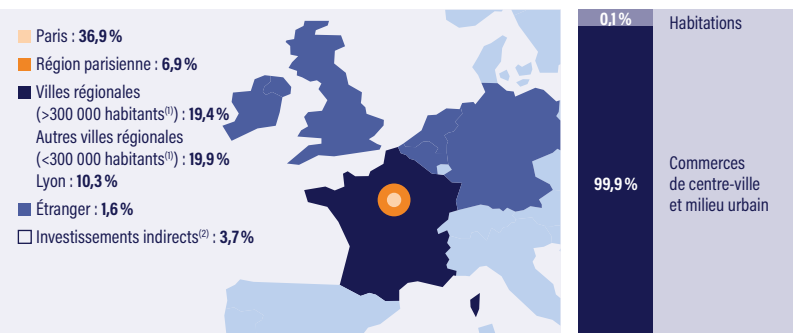 Paris : 36,9 %
Région parisienne : 6,9 %
Villes régionales
(>300 000 habitants⁽¹⁾) : 19,4 %
Autres villes régionales
(<300 000 habitants⁽¹⁾) : 19,9 %
Lyon : 10,3 %
Étranger : 1,6 %
Investissements indirects⁽²⁾ : 3,7 %
0,1 %
Habitations
99,9 %
Commerces
de centre-ville
et milieu urbain